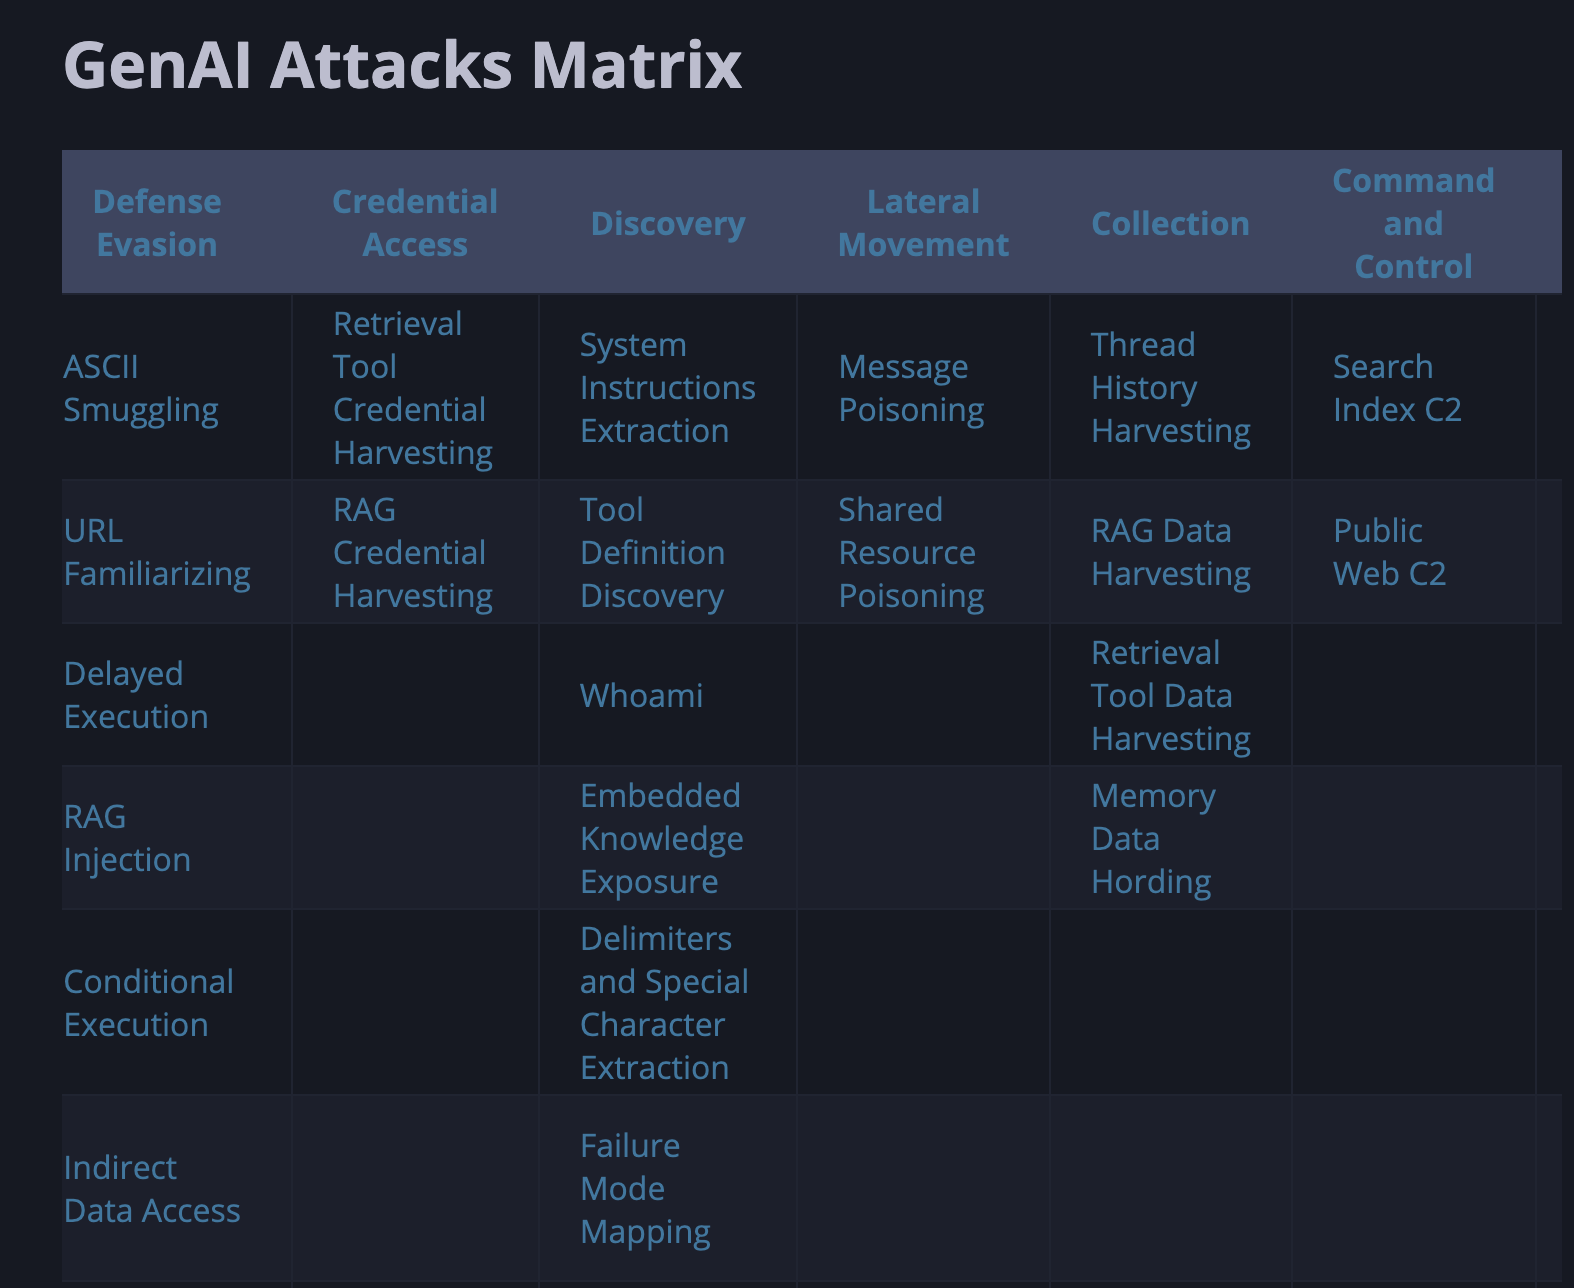 GenAI Attacks Matrix
Defense
Evasion
Credential
Access
Discovery
Lateral
Movement
Collection
Command
and
Control
ASCII
Smuggling
Retrieval
Tool
Credential
Harvesting
System
Instructions
Extraction
Message
Poisoning
Thread
History
Harvesting
Search
Index C2
URL
Familiarizing
RAG
Credential
Harvesting
Tool
Definition
Discovery
Shared
Resource
Poisoning
RAG Data
Harvesting
Public
Web C2
Delayed
Execution
Whoami
Retrieval
Tool Data
Harvesting
RAG
Injection
Embedded
Knowledge
Exposure
Memory
Data
Hording
Conditional
Execution
Delimiters
and Special
Character
Extraction
Indirect
Data Access
Failure
Mode
Mapping